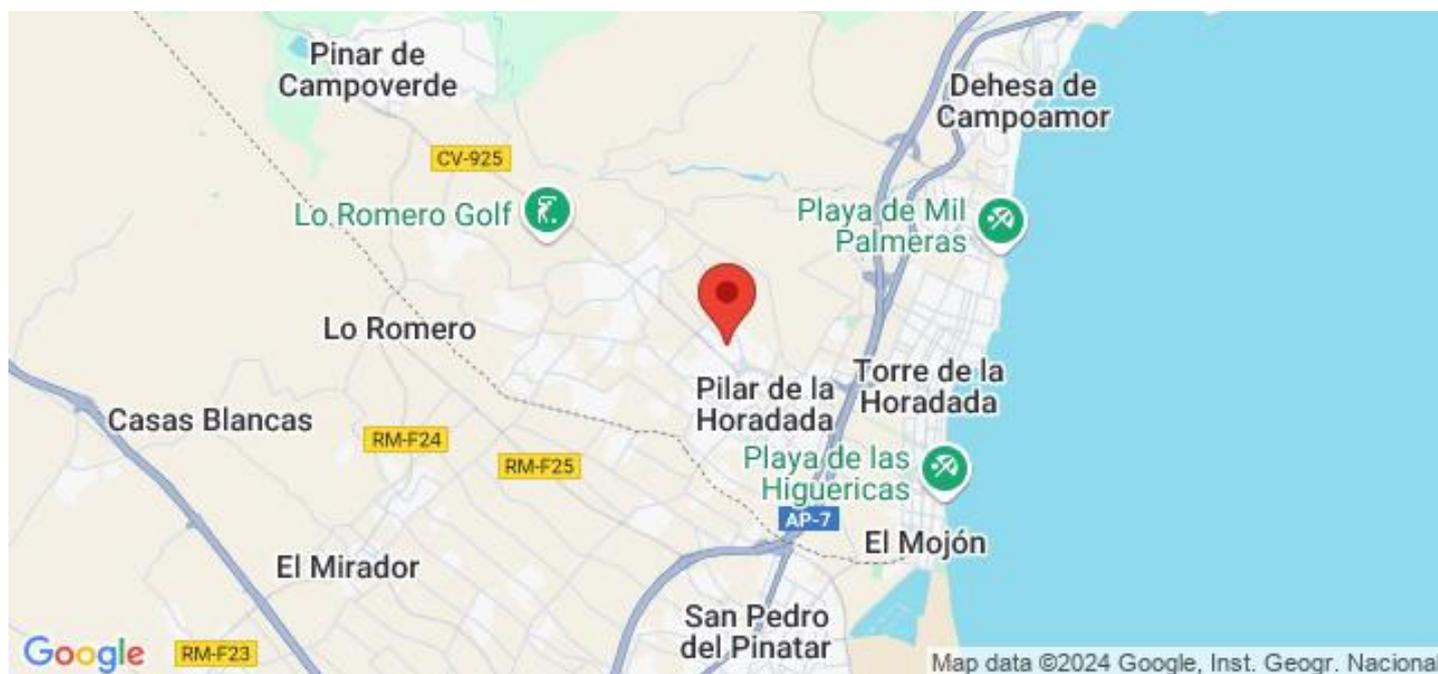 Pinar de
Campoverde
Dehesa de
Campoamor
CV-925
Lo Romero Golf
Playa de Mil
Palmeras
Lo Romero
Pilar de la
Horadada
Torre de la
Horadada
Casas Blancas
RM-F24
RM-F25
Playa de las
Higuericas
AP-7
El Mojón
El Mirador
San Pedro
del Pinatar
Google
RM-F23
Map data ©2024 Google, Inst. Geogr. Nacional